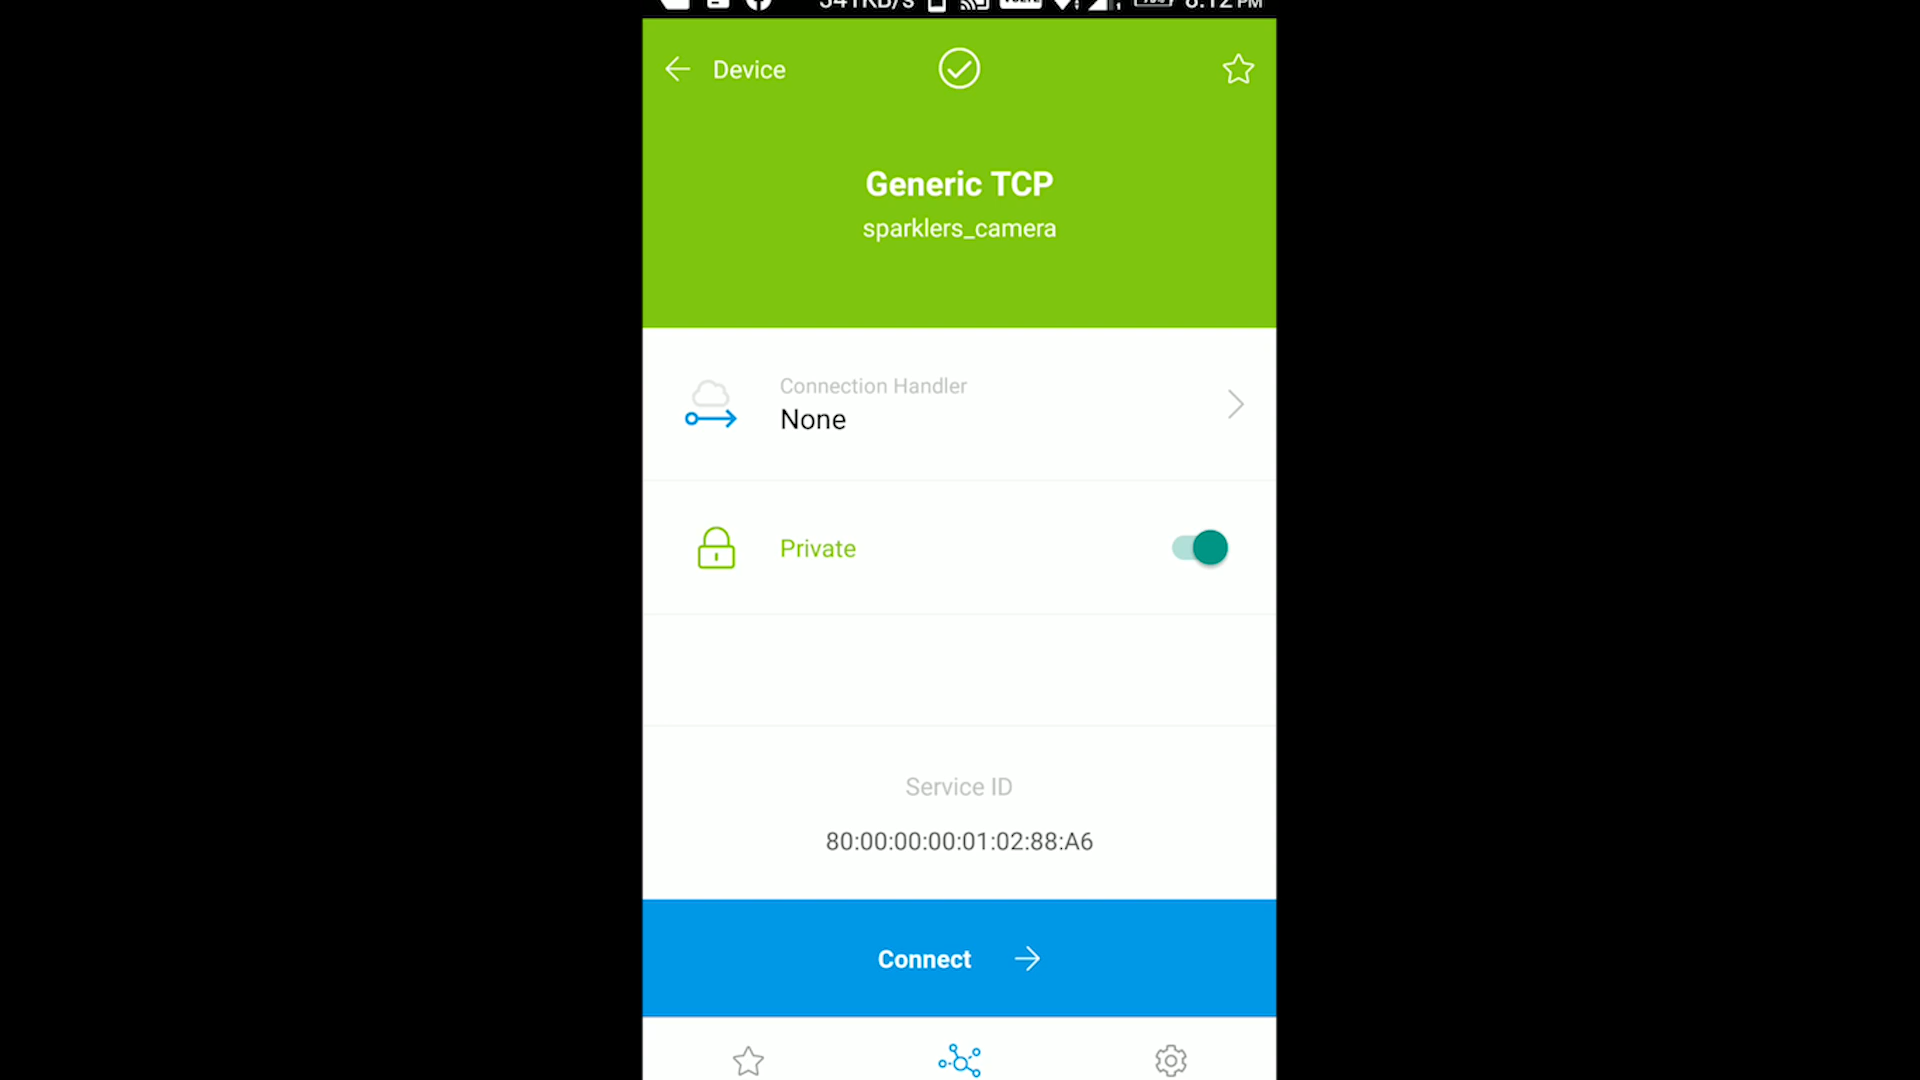 Device
Generic TCP
sparklers_camera
Connection Handler
None
Private
Service ID
80:00:00:00:01:02:88:A6
Connect